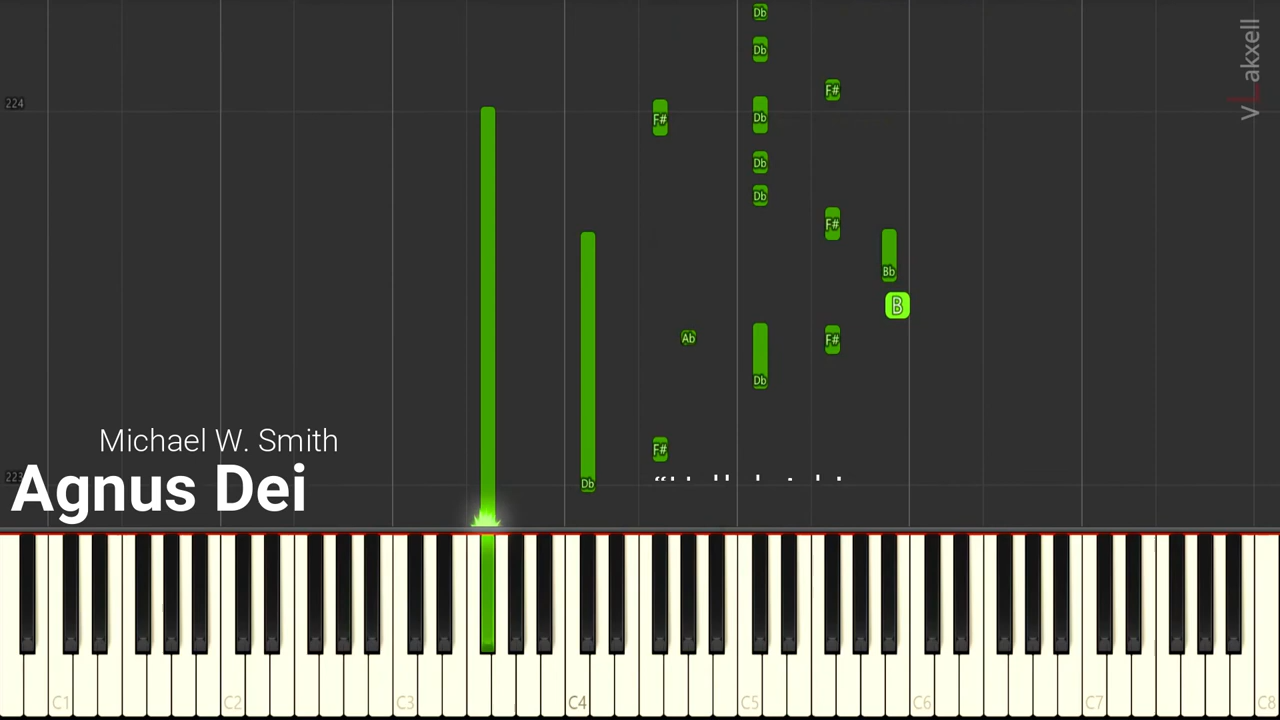 Db
Db
akxell
V
F#
224
F#
Db
Db
Db
F#
Bb
B
Ab
F#
Db
Michael W. Smith
F#
223
Agnus Dei
Db
C1
C2
C3
C4
C5
C6
C7
C8